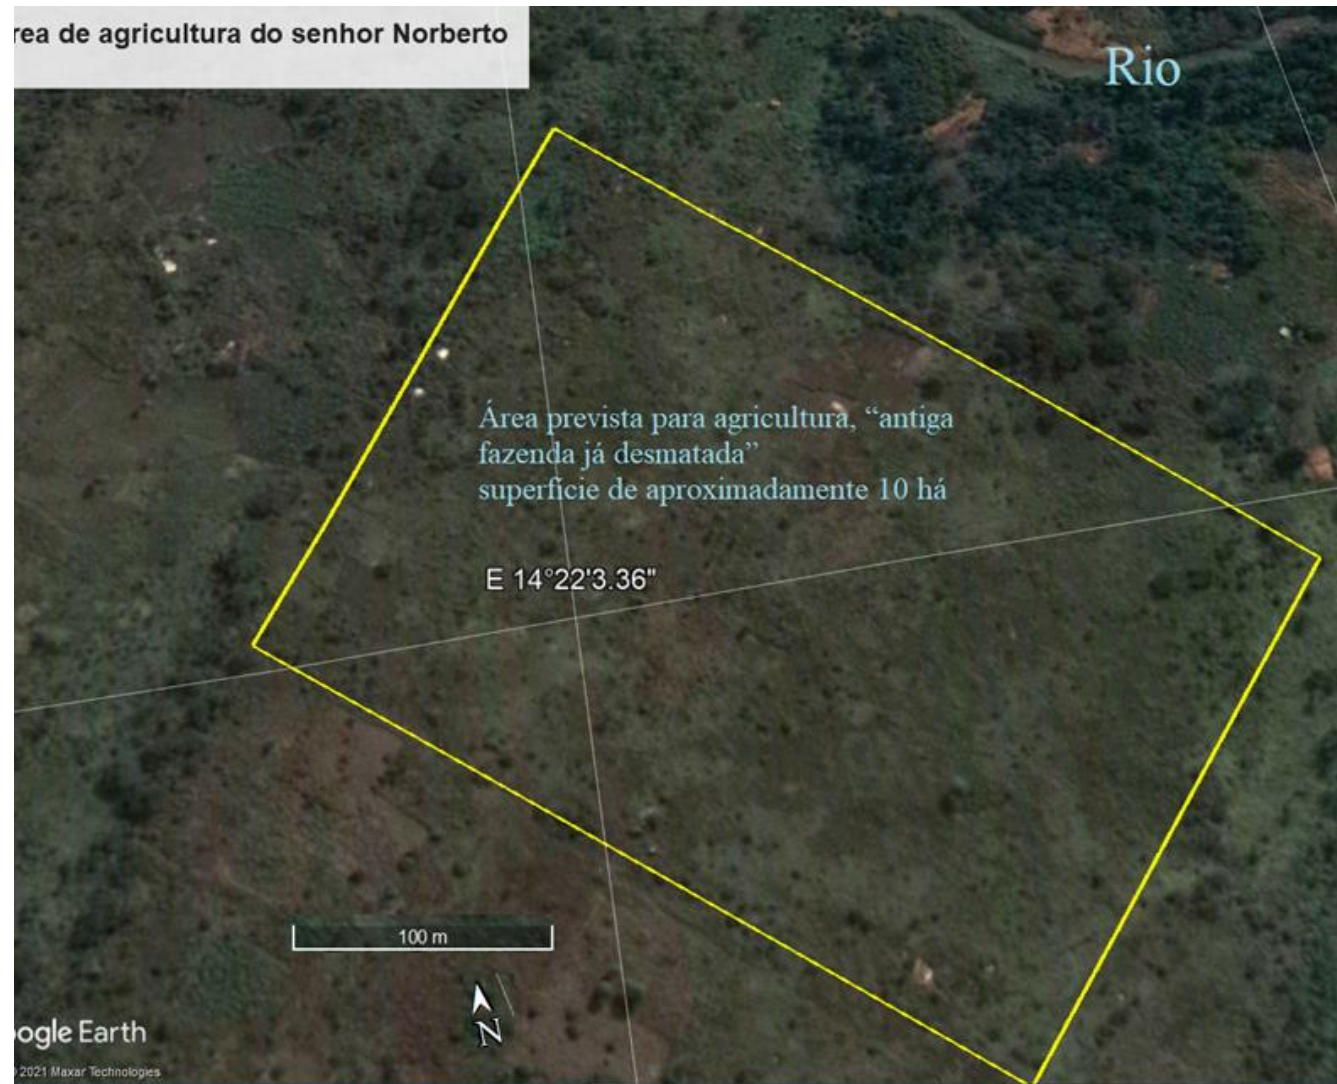 rea de agricultura do senhor Norberto
Rio
Área prevista para agricultura, “antiga
fazenda já desmatada”
superfície de aproximadamente 10 há
E 14°22'3.36"
100 m
N
ogle Earth
2021 Maxar Technologies